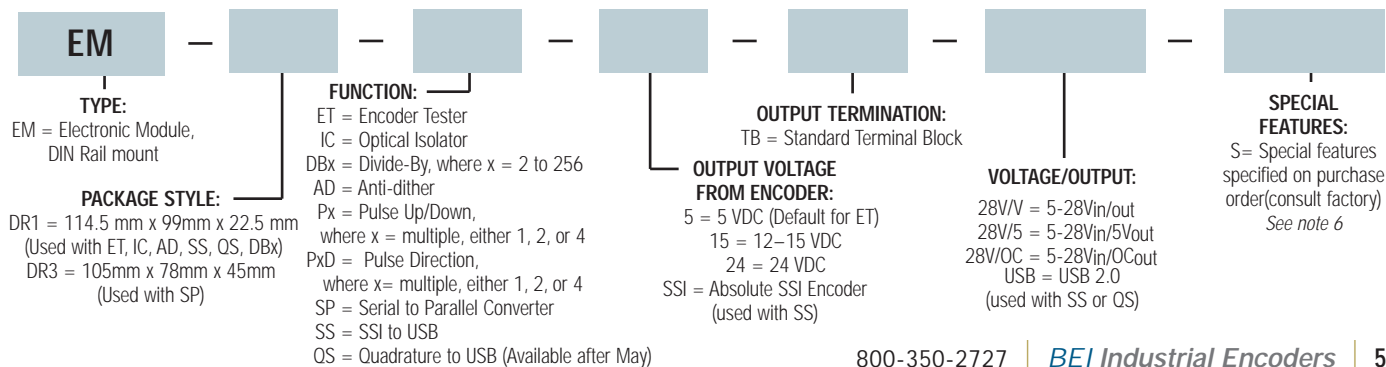 EM — — — — — —
TYPE:
EM = Electronic Module,
DIN Rail mount
PACKAGE STYLE:
DR1 = 114.5 mm x 99mm x 22.5 mm
(Used with ET, IC, AD, SS, QS, DBx)
DR3 = 105mm x 78mm x 45mm
(Used with SP)
FUNCTION:
ET = Encoder Tester
IC = Optical Isolator
DBx = Divide-By, where x = 2 to 256
AD = Anti-dither
Px = Pulse Up/Down,
where x = multiple, either 1, 2, or 4
PxD = Pulse Direction,
where x= multiple, either 1, 2, or 4
SP = Serial to Parallel Converter
SS = SSI to USB
QS = Quadrature to USB (Available after May)
OUTPUT VOLTAGE
FROM ENCODER:
5 = 5 VDC (Default for ET)
15 = 12–15 VDC
24 = 24 VDC
SSI = Absolute SSI Encoder
(used with SS)
OUTPUT TERMINATION:
TB = Standard Terminal Block
VOLTAGE/OUTPUT:
28V/V = 5-28Vin/out
28V/5 = 5-28Vin/5Vout
28V/OC = 5-28Vin/OCout
USB = USB 2.0
(used with SS or QS)
SPECIAL
FEATURES:
S= Special features
specified on purchase
order(consult factory)
See note 6
800-350-2727 | BEI Industrial Encoders | 5